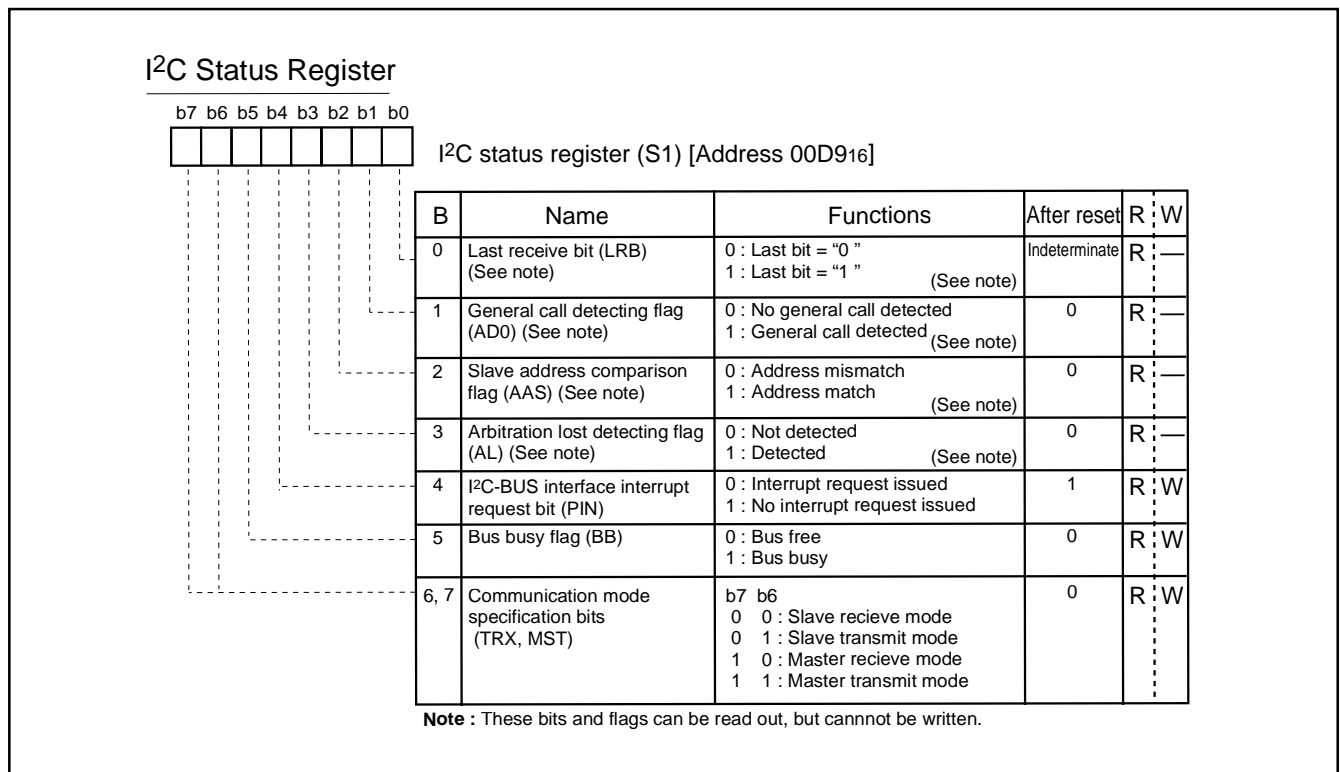 I2C Status Register
b7 b6 b5 b4 b3 b2 b1 b0
I2C status register (S1) [Address 00D916]
B Name Functions After reset R W
0 Last receive bit (LRB) 0 : Last bit = “0 ” Indeterminate R —
(See note) 1 : Last bit = “1 ”
(See note)
1 General call detecting flag 0 : No general call detected 0 R —
(AD0) (See note) 1 : General call detected (See note)
2 Slave address comparison 0 : Address mismatch 0 R —
flag (AAS) (See note) 1 : Address match
(See note)
3 Arbitration lost detecting flag 0 : Not detected 0 R —
(AL) (See note) 1 : Detected (See note)
4 I2C-BUS interface interrupt 0 : Interrupt request issued 1 R W
request bit (PIN) 1 : No interrupt request issued
5 Bus busy flag (BB) 0 : Bus free 0 R W
1 : Bus busy
6, 7 Communication mode b7 b6 0 R W
specification bits 0 0 : Slave recieve mode
(TRX, MST) 0 1 : Slave transmit mode
1 0 : Master recieve mode
1 1 : Master transmit mode
Note : These bits and flags can be read out, but cannnot be written.